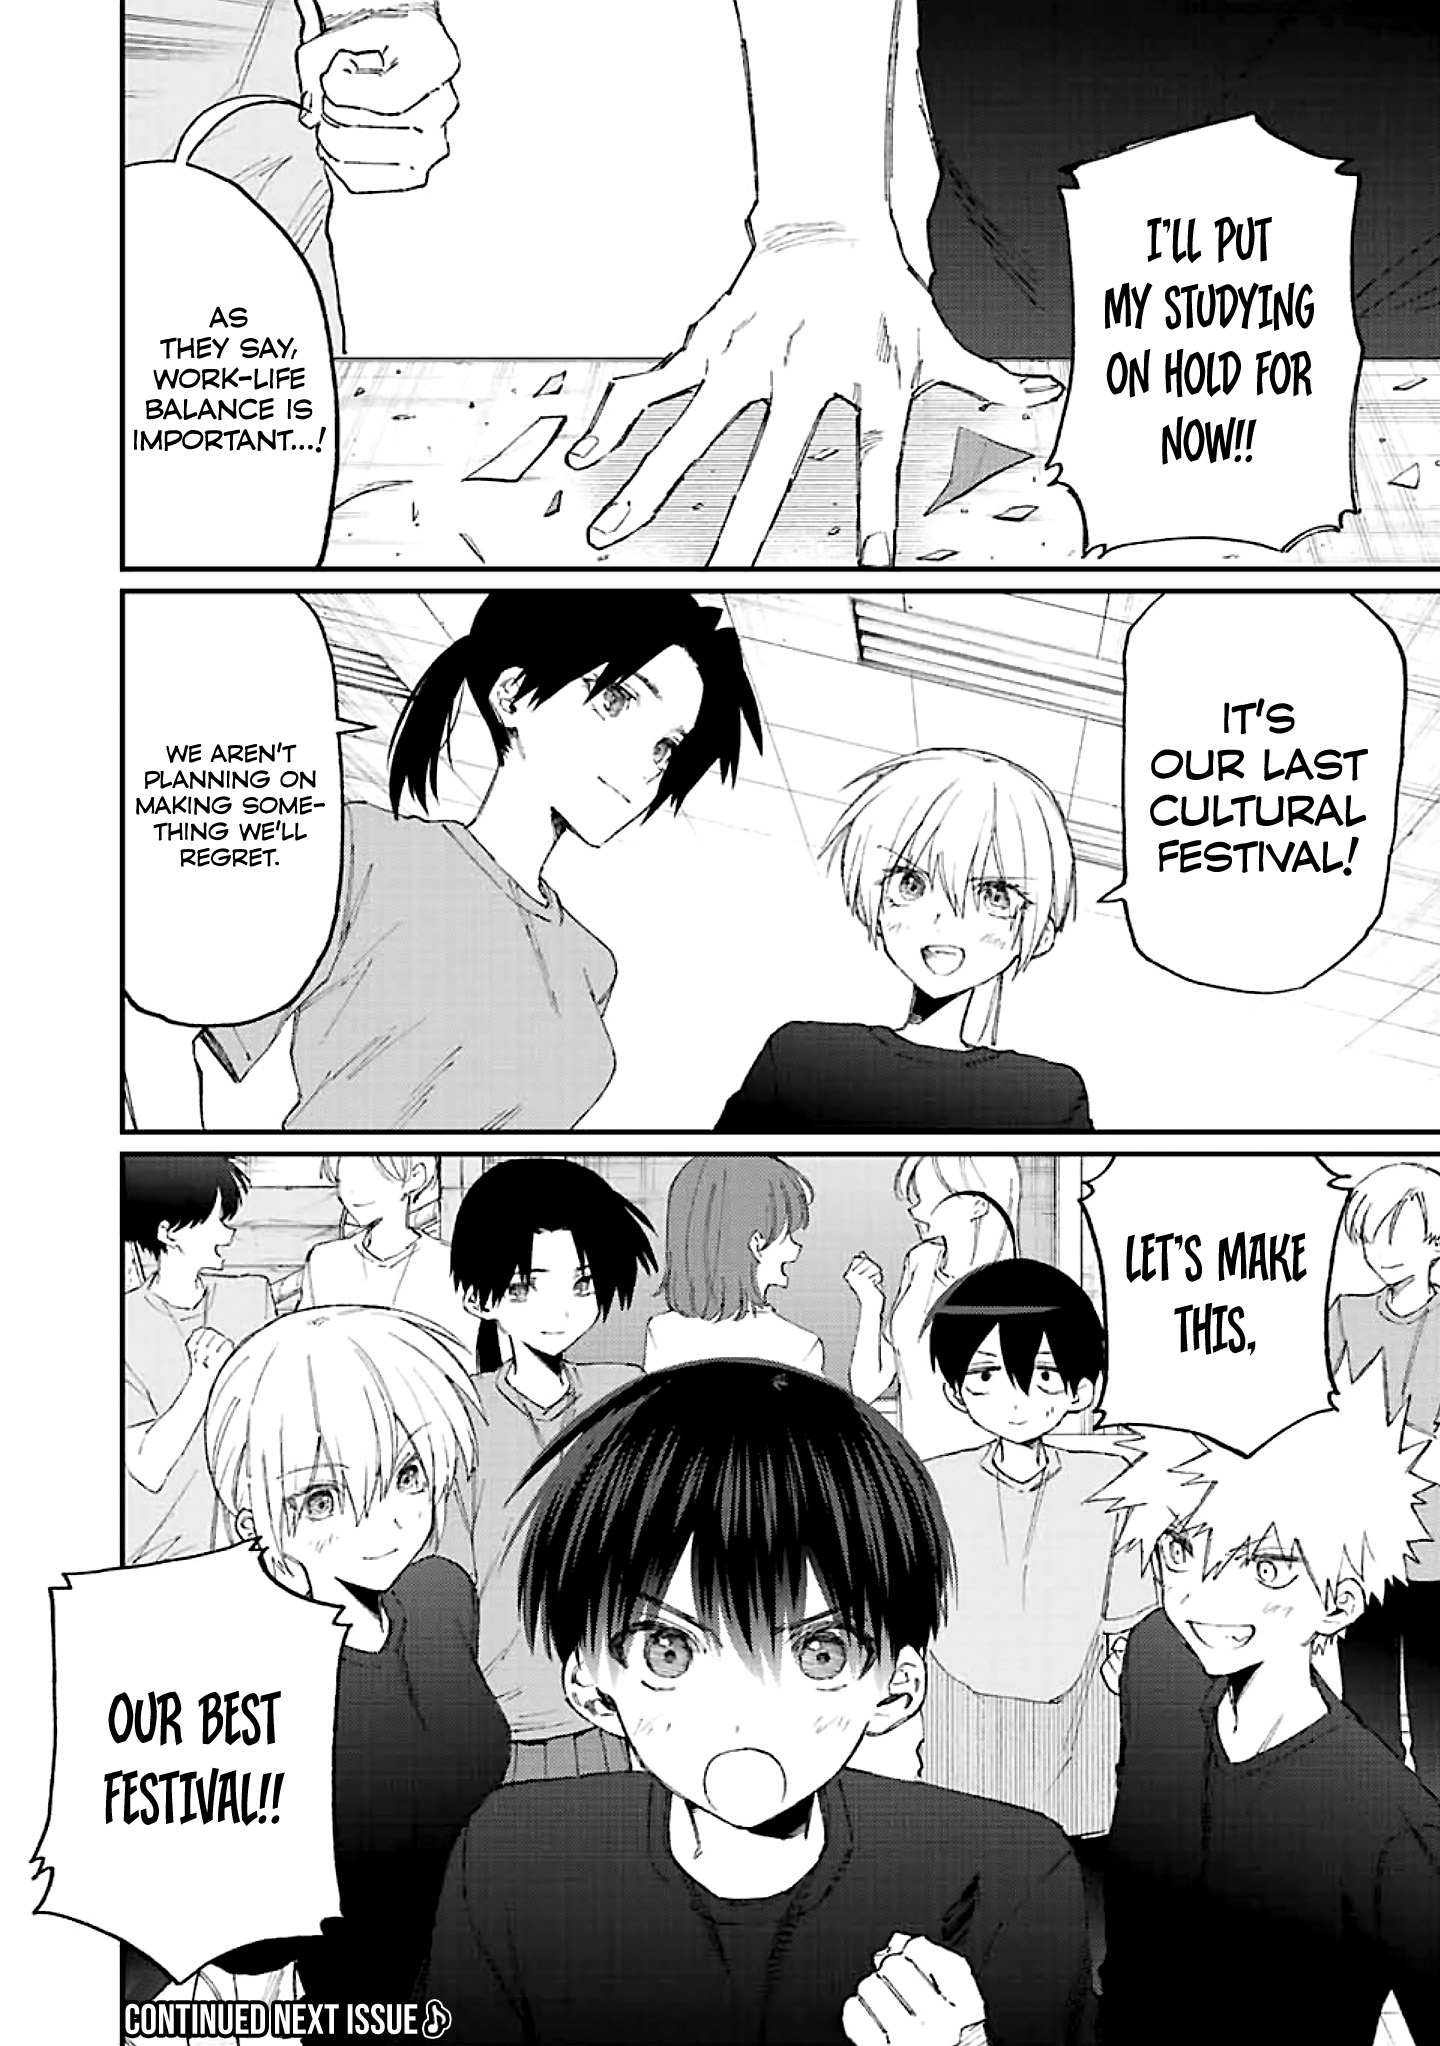 I'LL PUT
MY STUDYING
ON HOLD FOR
NOW!!
AS
THEY SAY,
WORK-LIFE
BALANCE IS
IMPORTANT...!
IT'S
OUR LAST
CULTURAL
FESTIVAL!
WE AREN'T
PLANNING ON
MAKING SOME-
THING WE'LL
REGRET.
LET'S MAKE
THIS,
OUR BEST
FESTIVAL!!
CONTINUED NEXT ISSUE♪